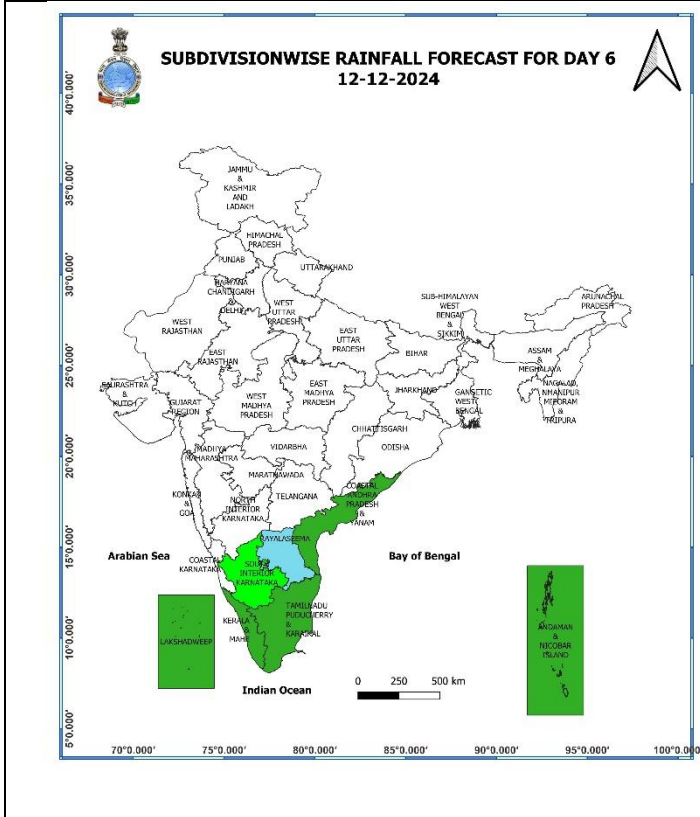 SUBDIVISIONWISE RAINFALL FORECAST FOR DAY 6
12-12-2024
40°0.000'
35°0.000'
30°0.000'
25°0.000'
20°0.000'
15°0.000'
10°0.000'
5°0.000'
JAMMU
&
KASHMIR
AND
LADAKH
HIMACHAL
PRADESH
PUNJAB
UTTARAKHAND
HARYANA
CHANDIGARH
&
DELHI
WEST
UTTAR
PRADESH
SUB-HIMALAYAN
WEST
BENGAL
&
SIKKIM
ARUNACHAL
PRADESH
WEST
RAJASTHAN
EAST
RAJASTHAN
EAST
UTTAR
PRADESH
BIHAR
ASSAM
&
MEGHALAYA
NAGALAND
MANIPUR
MIZORAM
&
TRIPURA
SAURASHTRA
&
KUTCH
GUJARAT
REGION
WEST
MADHYA
PRADESH
EAST
MADHYA
PRADESH
JHARKHAND
GANGETIC
WEST
BENGAL
CHHATTISGARH
ODISHA
MADHYA
MAHARASHTRA
VIDARBHA
MARATHAWADA
TELANGANA
COASTAL
ANDHRA
PRADESH
&
YANAM
KONKAN
&
GOA
NORTH
INTERIOR
KARNATAKA
RAYALASEEMA
Arabian Sea
Bay of Bengal
COASTAL
KARNATAKA
SOUTH
INTERIOR
KARNATAKA
TAMILNADU
PUDUCHERRY
&
KARAIKAL
KERALA
&
MAHE
LAKSHADWEEP
ANDAMAN
&
NICOBAR
ISLAND
Indian Ocean
0 250 500 km
70°0.000' 75°0.000' 80°0.000' 85°0.000' 90°0.000' 95°0.000' 100°0.000'